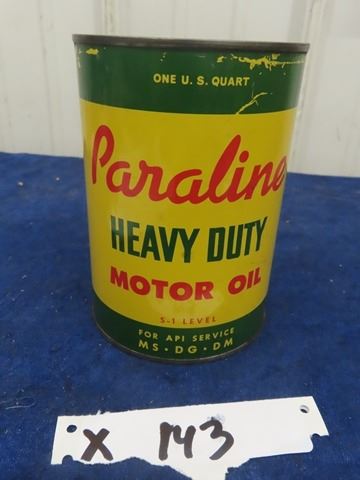 ONE U.S. QUART
Paraline
HEAVY DUTY
MOTOR OIL
S-1 LEVEL
FOR API SERVICE
MS · DG · DM
X 143